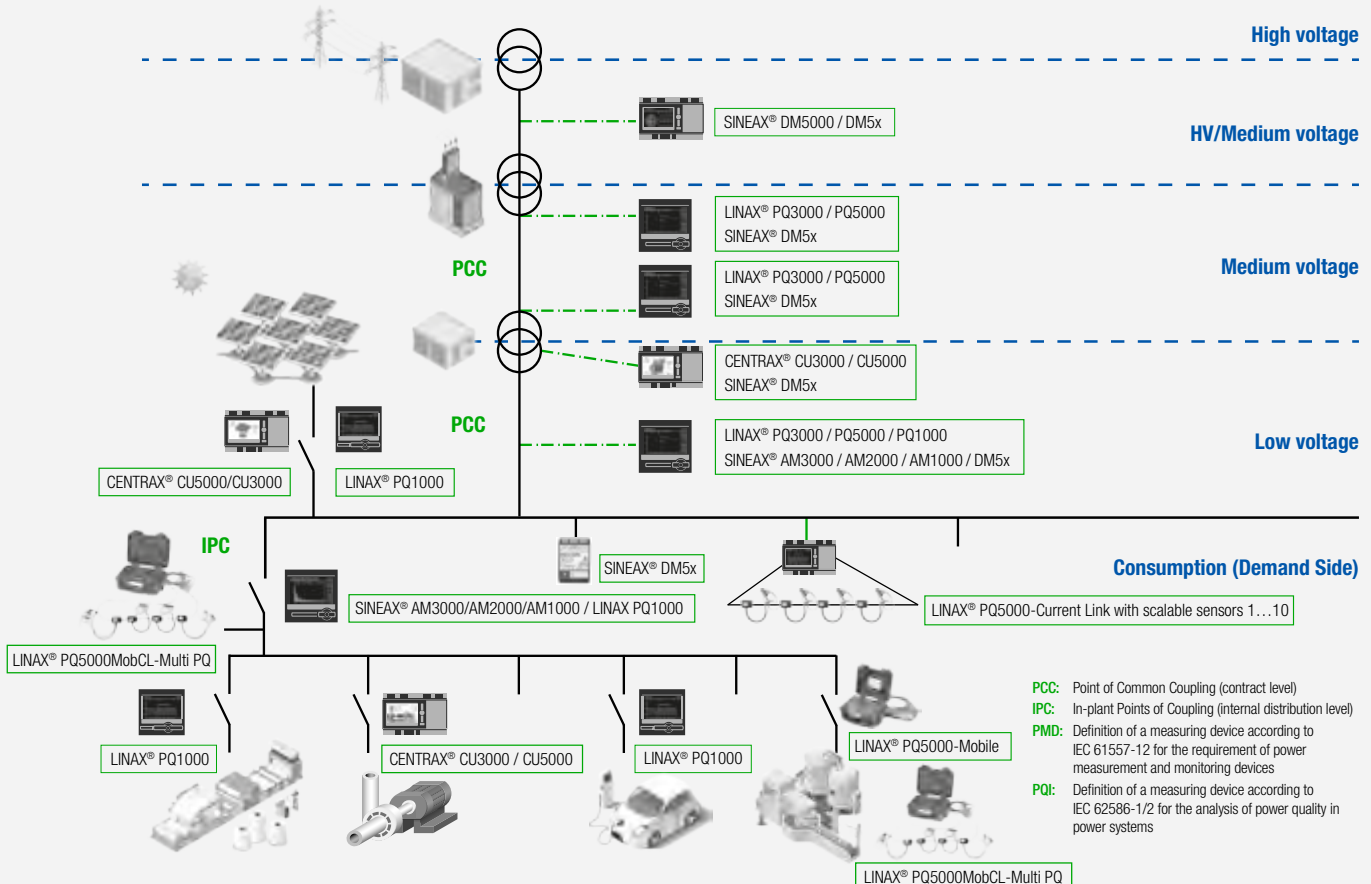 High voltage
SINEAX® DM5000 / DM5x
HV/Medium voltage
LINAX® PQ3000 / PQ5000
SINEAX® DM5x
PCC
LINAX® PQ3000 / PQ5000
SINEAX® DM5x
Medium voltage
CENTRAX® CU3000 / CU5000
SINEAX® DM5x
PCC
LINAX® PQ3000 / PQ5000 / PQ1000
SINEAX® AM3000 / AM2000 / AM1000 / DM5x
Low voltage
CENTRAX® CU5000/CU3000
LINAX® PQ1000
IPC
SINEAX® DM5x
Consumption (Demand Side)
SINEAX® AM3000/AM2000/AM1000 / LINAX PQ1000
LINAX® PQ5000-Current Link with scalable sensors 1…10
LINAX® PQ5000MobCL-Multi PQ
LINAX® PQ1000
CENTRAX® CU3000 / CU5000
LINAX® PQ1000
LINAX® PQ5000-Mobile
LINAX® PQ5000MobCL-Multi PQ
PCC: Point of Common Coupling (contract level)
IPC: In-plant Points of Coupling (internal distribution level)
PMD: Definition of a measuring device according to
IEC 61557-12 for the requirement of power
measurement and monitoring devices
PQI: Definition of a measuring device according to
IEC 62586-1/2 for the analysis of power quality in
power systems